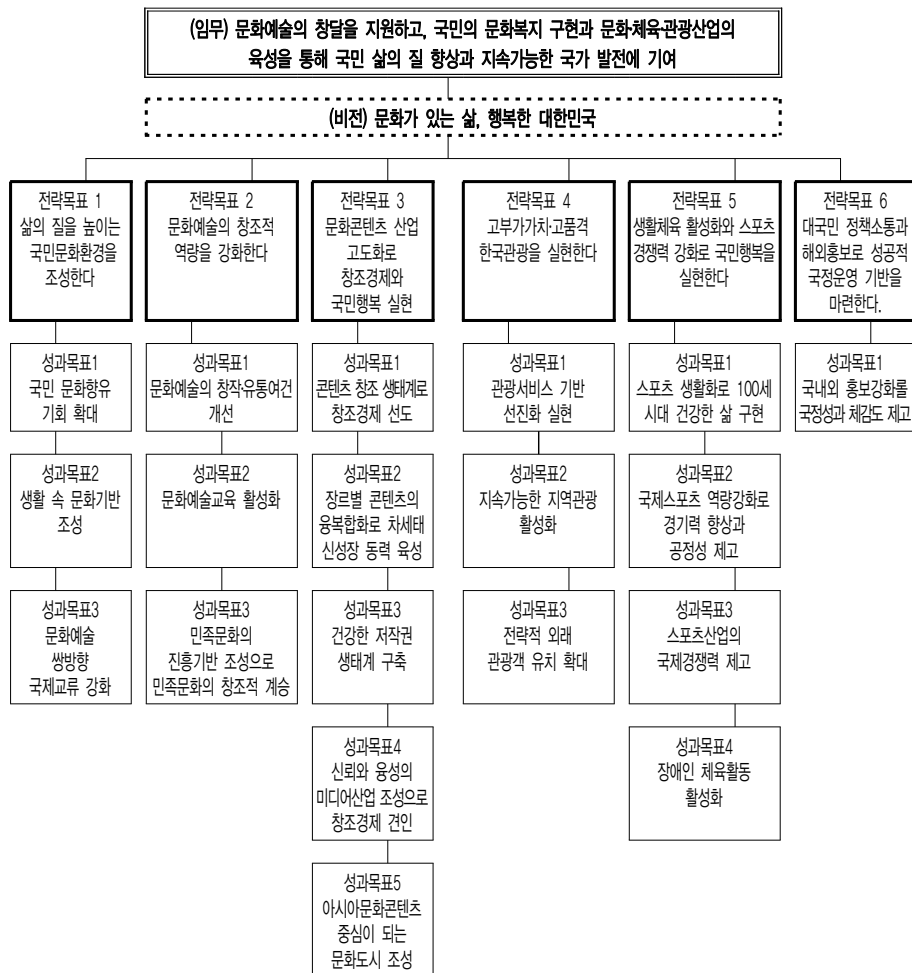 (임무) 문화예술의 창달을 지원하고, 국민의 문화복지 구현과 문화·체육·관광산업의
육성을 통해 국민 삶의 질 향상과 지속가능한 국가 발전에 기여
(비전) 문화가 있는 삶, 행복한 대한민국
전략목표 1
삶의 질을 높이는
국민문화환경을
조성한다
성과목표1
국민 문화향유
기회 확대
성과목표2
생활 속 문화기반
조성
성과목표3
문화예술
쌍방향
국제교류 강화
전략목표 2
문화예술의 창조적
역량을 강화한다
성과목표1
문화예술의 창작·유통여건
개선
성과목표2
문화예술교육 활성화
성과목표3
민족문화의
진흥기반 조성으로
민족문화의 창조적 계승
전략목표 3
문화콘텐츠 산업
고도화로
창조경제와
국민행복 실현
성과목표1
콘텐츠 창조 생태계로
창조경제 선도
성과목표2
장르별 콘텐츠의
융복합화로 차세태
신성장 동력 육성
성과목표3
건강한 저작권
생태계 구축
성과목표4
신뢰와 융성의
미디어산업 조성으로
창조경제 견인
성과목표5
아시아문화콘텐츠
중심이 되는
문화도시 조성
전략목표 4
고부가가치·고품격
한국관광을 실현한다
성과목표1
관광서비스 기반
선진화 실현
성과목표2
지속가능한 지역관광
활성화
성과목표3
전략적 외래
관광객 유치 확대
전략목표 5
생활체육 활성화와 스포츠
경쟁력 강화로 국민행복을
실현한다
성과목표1
스포츠 생활화로 100세
시대 건강한 삶 구현
성과목표2
국제스포츠 역량강화로
경기력 향상과
공정성 제고
성과목표3
스포츠산업의
국제경쟁력 제고
성과목표4
장애인 체육활동
활성화
전략목표 6
대국민 정책소통과
해외홍보로 성공적
국정운영 기반을
마련한다.
성과목표1
국내외 홍보강화롤
국정성과 체감도 제고